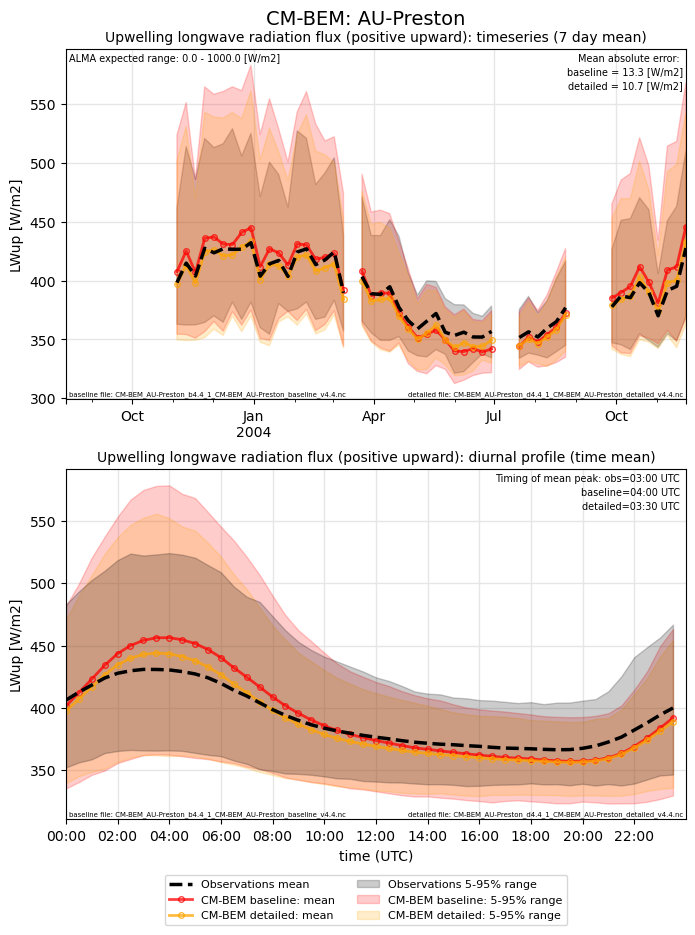 CM-BEM: AU-Preston
Upwelling longwave radiation flux (positive upward): timeseries (7 day mean)
ALMA expected range: 0.0 - 1000.0 [W/m2]
Mean absolute error:
baseline = 13.3 [W/m2]
detailed = 10.7 [W/m2]
550
500
450
400
350
300
LWup [W/m2]
baseline file: CM-BEM_AU-Preston_b4.4_1_CM-BEM_AU-Preston_baseline_v4.4.nc
detailed file: CM-BEM_AU-Preston_d4.4_1_CM-BEM_AU-Preston_detailed_v4.4.nc
Oct
Jan
2004
Apr
Jul
Oct
Upwelling longwave radiation flux (positive upward): diurnal profile (time mean)
Timing of mean peak: obs=03:00 UTC
baseline=04:00 UTC
detailed=03:30 UTC
550
500
450
400
350
LWup [W/m2]
baseline file: CM-BEM_AU-Preston_b4.4_1_CM-BEM_AU-Preston_baseline_v4.4.nc
detailed file: CM-BEM_AU-Preston_d4.4_1_CM-BEM_AU-Preston_detailed_v4.4.nc
00:00 02:00 04:00 06:00 08:00 10:00 12:00 14:00 16:00 18:00 20:00 22:00
time (UTC)
Observations mean
CM-BEM baseline: mean
CM-BEM detailed: mean
Observations 5-95% range
CM-BEM baseline: 5-95% range
CM-BEM detailed: 5-95% range